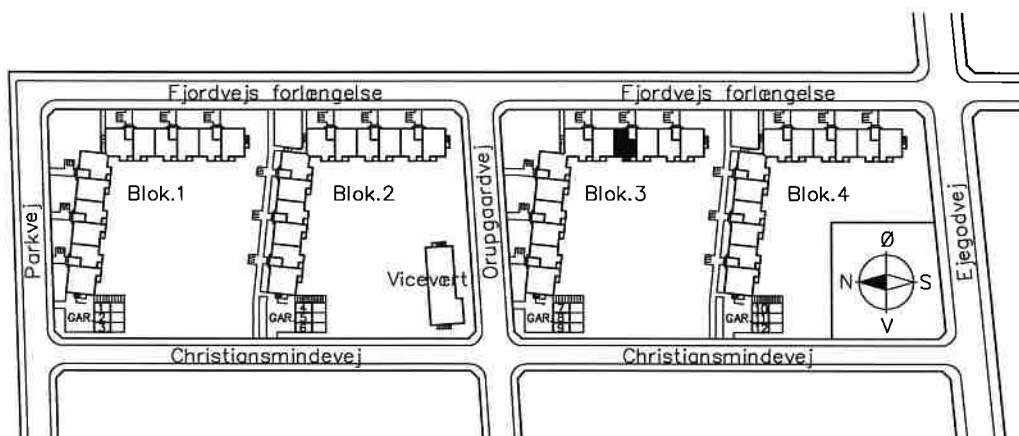 Fjordvejs forlængelse
Fjordvejs forlængelse
Parkvej
Blok.1
Blok.2
Orupgaardvej
Blok.3
Blok.4
Ejegodvej
Ø
N
S
V
Vicevært
GAR.
1
2
3
GAR.
4
5
6
GAR.
7
8
9
GAR.
10
11
12
Christiansmindevej
Christiansmindevej